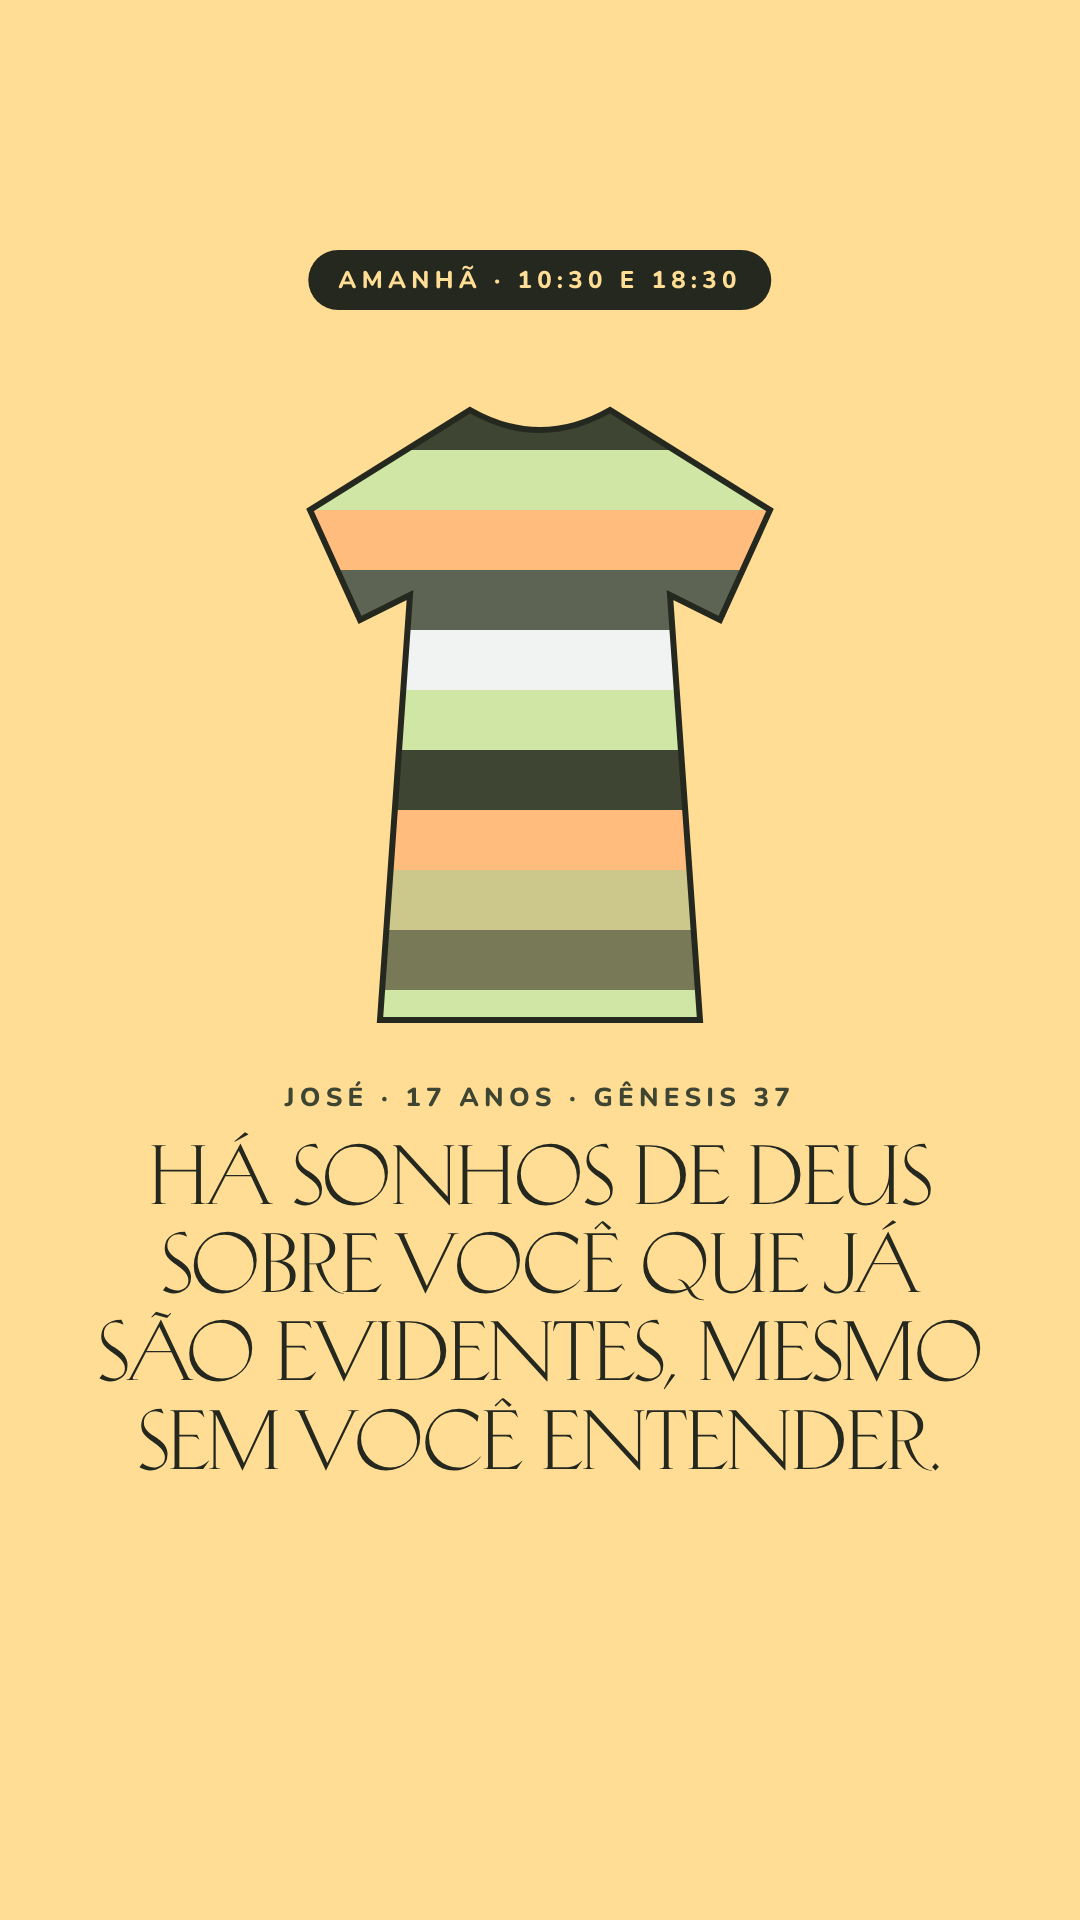 AMANHÃ · 10:30 E 18:30
JOSÉ · 17 ANOS · GÊNESIS 37
HÁ SONHOS DE DEUS
SOBRE VOCÊ QUE JÁ
SÃO EVIDENTES, MESMO
SEM VOCÊ ENTENDER.